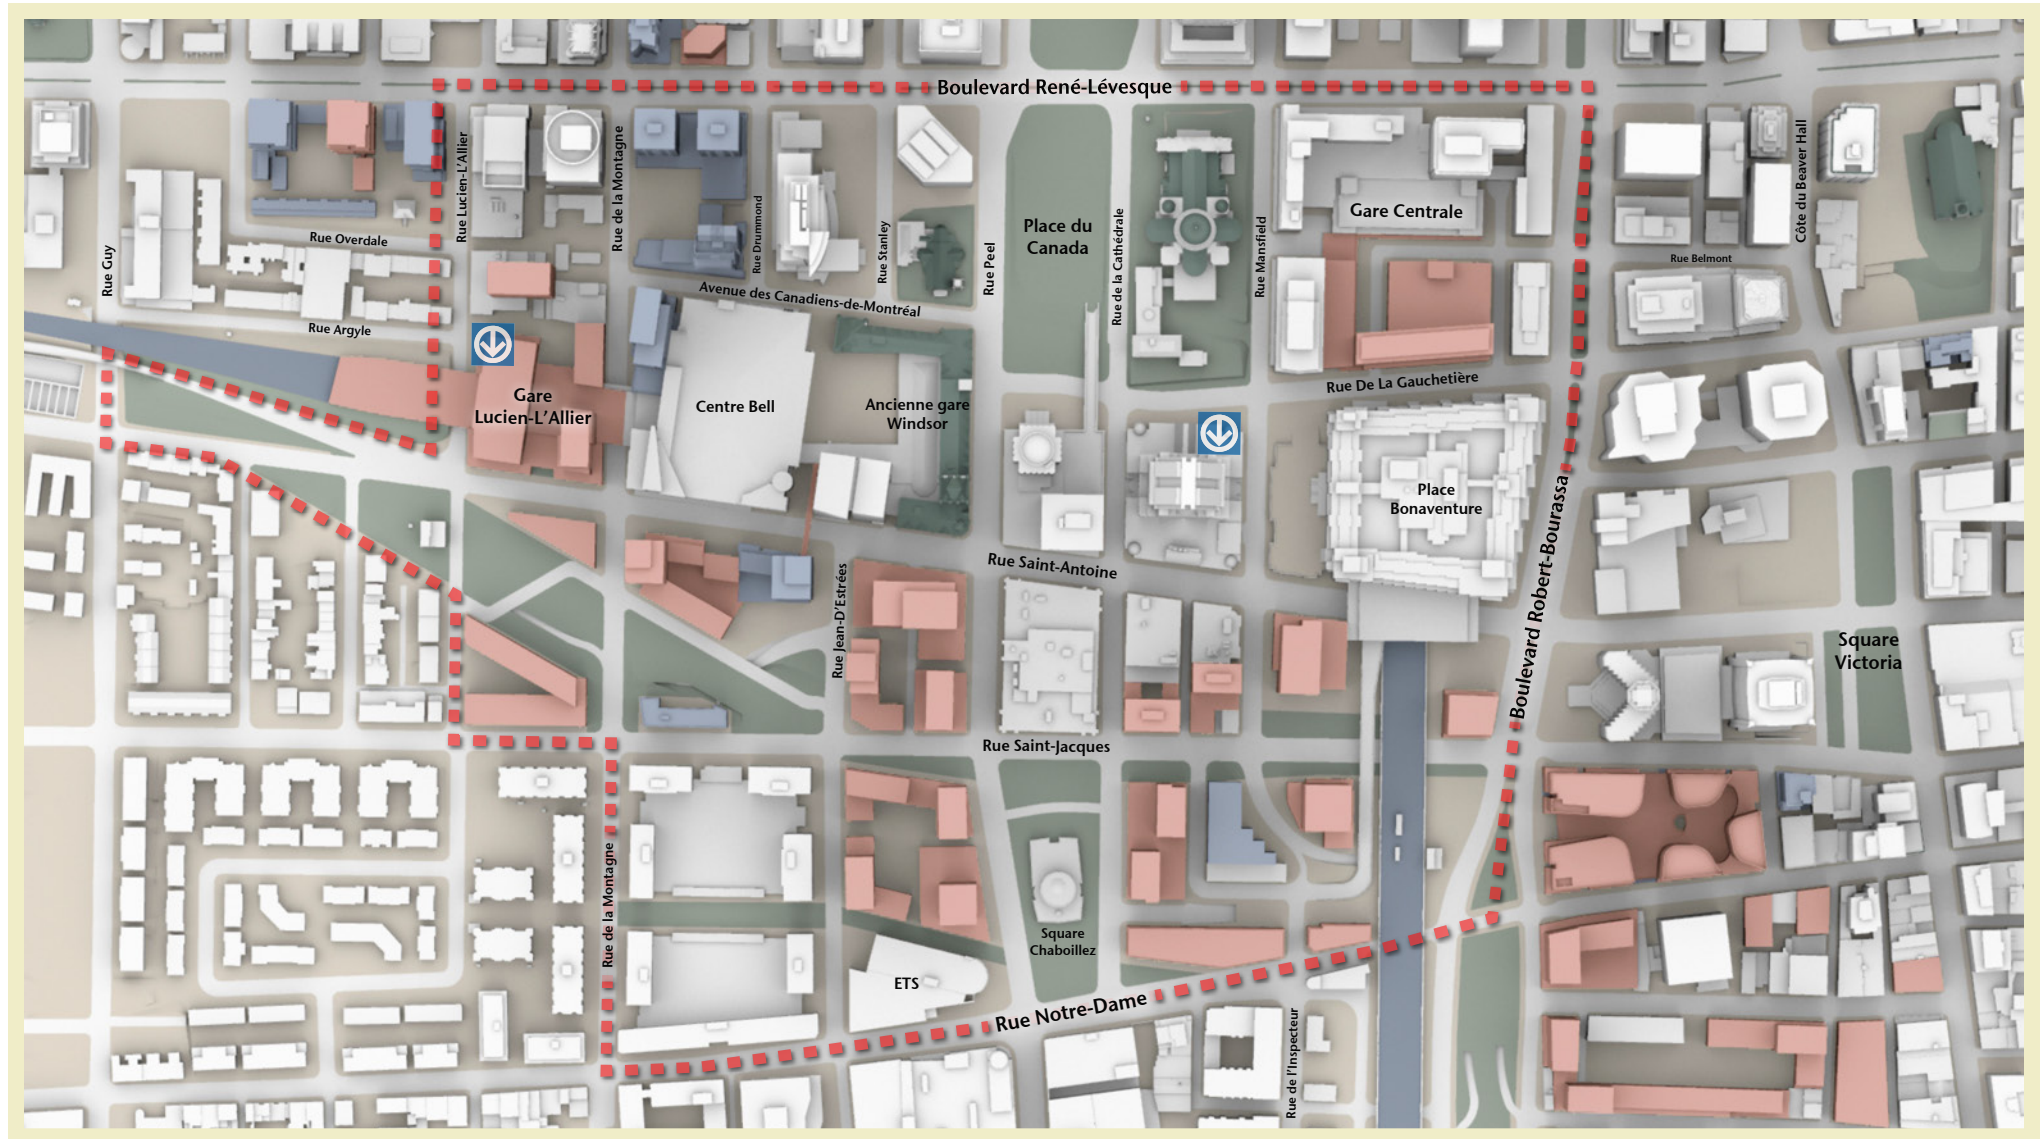 Boulevard René-Lévesque
Rue Lucien-L'Allier
Rue de la Montagne
Côte du Beaver Hall
Gare Centrale
Place du
Canada
Rue Overdale
Rue Guy
Rue Drummond
Rue Stanley
Rue Peel
Rue de la Cathédrale
Rue Mansfield
Rue Belmont
Avenue des Canadiens-de-Montréal
Rue Argyle
Rue De La Gauchetière
Gare
Lucien-L'Allier
Centre Bell
Ancienne gare
Windsor
Place
Bonaventure
Boulevard Robert-Bourassa
Rue Saint-Antoine
Rue Jean-D'Estrées
Square
Victoria
Rue Saint-Jacques
Rue de la Montagne
Square
Chaboillez
ETS
Rue Notre-Dame
Rue de l'Inspecteur